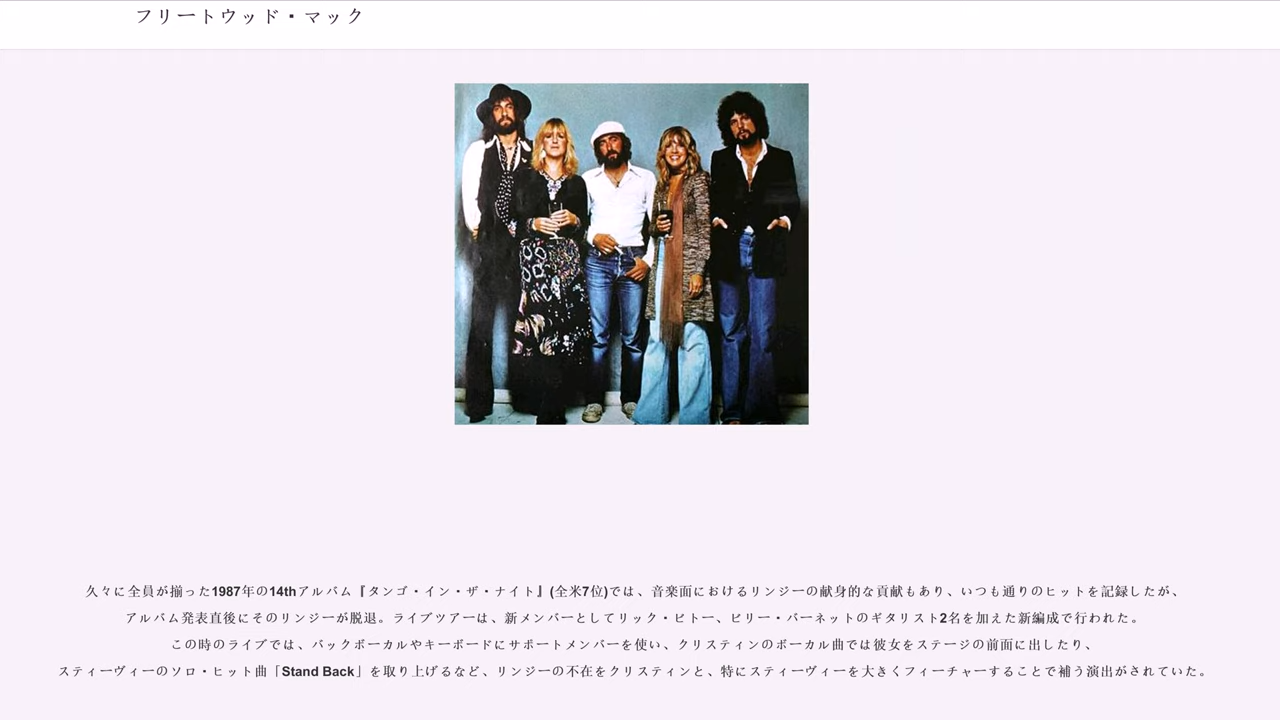 フリートウッド・マック
久々に全員が揃った1987年の14thアルバム『タンゴ・イン・ザ・ナイト』(全米7位)では、音楽面におけるリンジーの献身的な貢献もあり、いつも通りのヒットを記録したが、
アルバム発表直後にそのリンジーが脱退。ライブツアーは、新メンバーとしてリック・ビトー、ビリー・バーネットのギタリスト2名を加えた新編成で行われた。
この時のライブでは、バックボーカルやキーボードにサポートメンバーを使い、クリスティンのボーカル曲では彼女をステージの前面に出したり、
スティーヴィーのソロ・ヒット曲「Stand Back」を取り上げるなど、リンジーの不在をクリスティンと、特にスティーヴィーを大きくフィーチャーすることで補う演出がされていた。